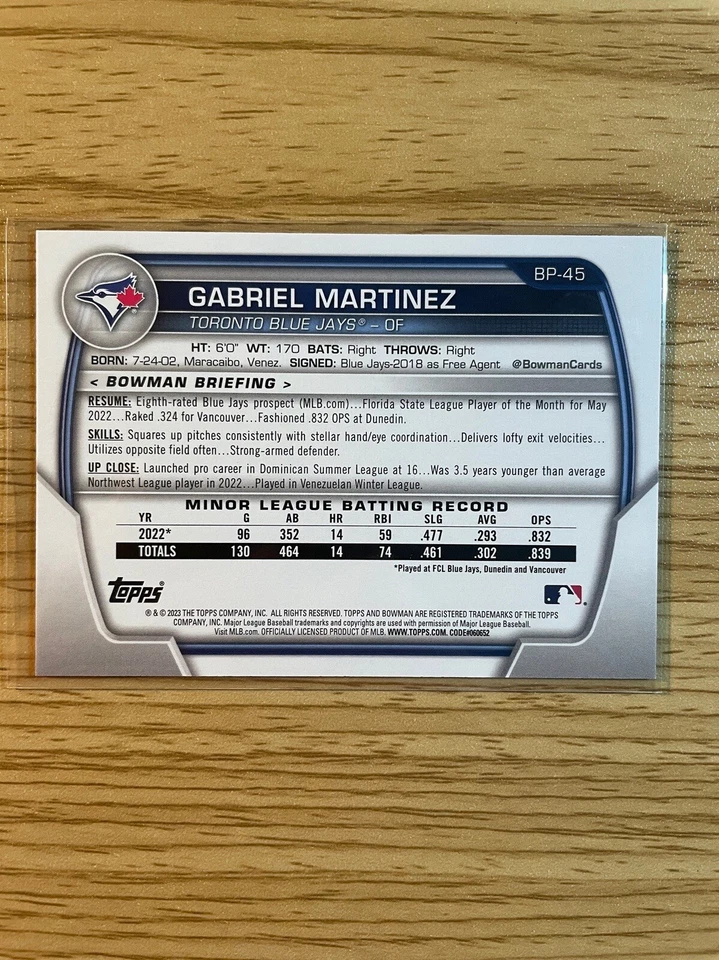 BP-45
GABRIEL MARTINEZ
TORONTO BLUE JAYS® – OF
HT: 6'0" WT: 170 BATS: Right THROWS: Right
BORN: 7-24-02, Maracaibo, Venez. SIGNED: Blue Jays-2018 as Free Agent @BowmanCards
< BOWMAN BRIEFING >
RESUME: Eighth-rated Blue Jays prospect (MLB.com)...Florida State League Player of the Month for May
2022...Raked .324 for Vancouver...Fashioned .832 OPS at Dunedin.
SKILLS: Squares up pitches consistently with stellar hand/eye coordination...Delivers lofty exit velocities...
Utilizes opposite field often...Strong-armed defender.
UP CLOSE: Launched pro career in Dominican Summer League at 16...Was 3.5 years younger than average
Northwest League player in 2022...Played in Venezuelan Winter League.
MINOR LEAGUE BATTING RECORD
YR G AB HR RBI SLG AVG OPS
2022* 96 352 14 59 .477 .293 .832
TOTALS 130 464 14 74 .461 .302 .839
*Played at FCL Blue Jays, Dunedin and Vancouver
Topps®
® & © 2023 THE TOPPS COMPANY, INC. ALL RIGHTS RESERVED. TOPPS AND BOWMAN ARE REGISTERED TRADEMARKS OF THE TOPPS
COMPANY, INC. Major League Baseball trademarks and copyrights are used with permission of Major League Baseball.
Visit MLB.com. OFFICIALLY LICENSED PRODUCT OF MLB. WWW.TOPPS.COM. CODE#060652